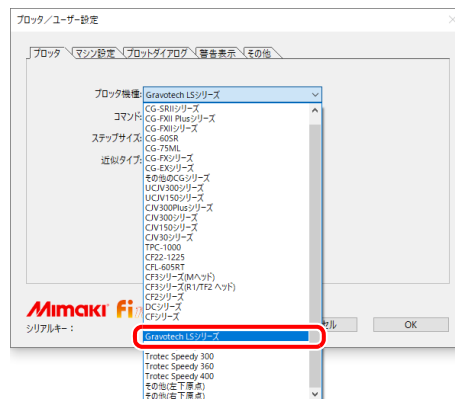 プロッタ／ユーザー設定
プロッタ マシン設定 プロットダイアログ 警告表示 その他
プロッタ機種: Gravotech LSシリーズ
コマンド:
ステップサイズ:
近似タイプ:
CG-SRIIシリーズ
CG-FXII Plusシリーズ
CG-FXIIシリーズ
CG-60SR
CG-75ML
CG-FXシリーズ
CG-EXシリーズ
その他のCGシリーズ
UCJV300シリーズ
UCJV150シリーズ
CJV300Plusシリーズ
CJV300シリーズ
CJV150シリーズ
CJV30シリーズ
TPC-1000
CF22-1225
CFL-605RT
CF3シリーズ(Mヘッド)
CF3シリーズ(R1/TF2 ヘッド)
CF2シリーズ
DCシリーズ
CFシリーズ
Gravotech LSシリーズ
Trotec Speedy 300
Trotec Speedy 360
Trotec Speedy 400
その他(左下原点)
その他(右下原点)
Mimaki
シリアルキー：
OK